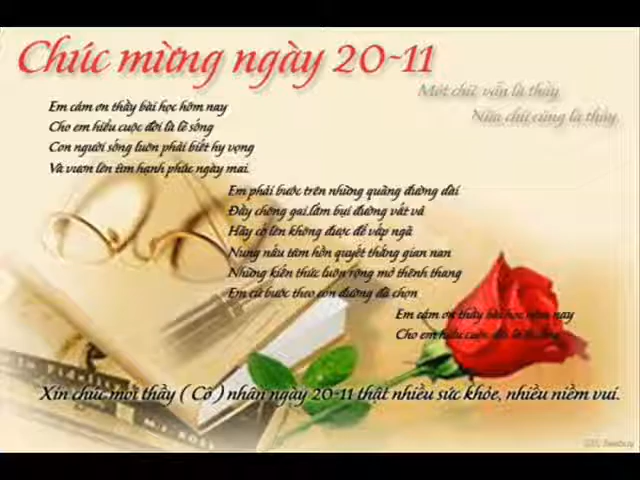 Chúc mừng ngày 20-11
Một chữ vẫn là thầy
Nửa chữ cũng là thầy.
Em cám ơn thầy bài học hôm nay
Cho em hiểu cuộc đời là lẽ sống
Con người sống luôn phải biết hy vọng
Và vươn lên tìm hạnh phúc ngày mai.
Em phải bước trên những quãng đường dài
Đầy chông gai,lắm bụi đường vất vả
Hãy cố lên không được để vấp ngã
Nung nấu tâm hồn quyết thắng gian nan
Những kiến thức luôn rộng mở thênh thang
Em cứ bước theo con đường đã chọn
Em cám ơn thầy bài học hôm nay
Cho em hiểu cuộc đời là
Xin chúc mọi thầy ( Cô ) nhân ngày 20-11 thật nhiều sức khỏe, nhiều niềm vui.